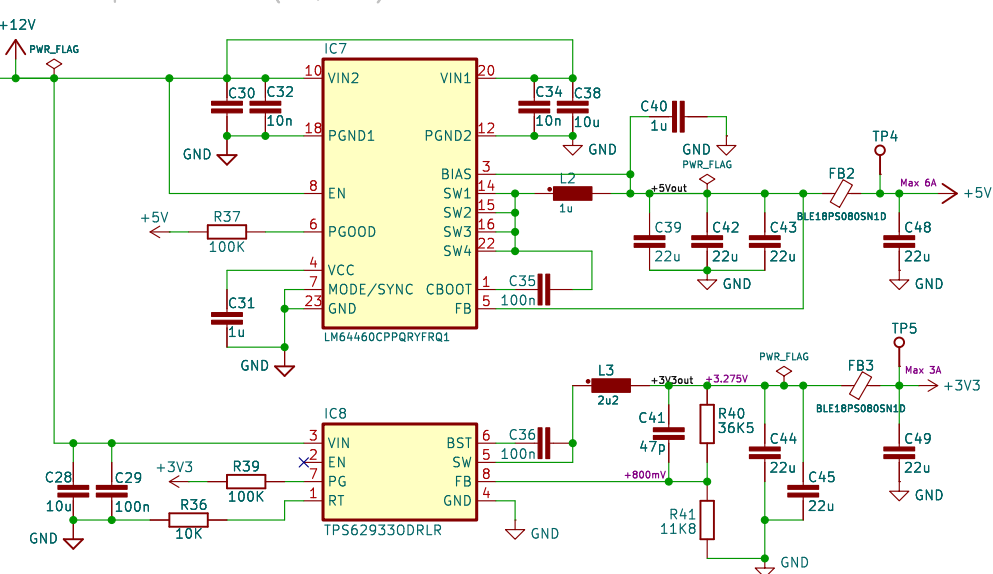 +12V
PWR_FLAG
IC7
10 VIN2
VIN1 20
C30
C32
10n
C34
10n
C38
10u
18 PGND1
PGND2 12
GND
GND
C40
1u
GND
TP4
BIAS 3
PWR_FLAG
FB2
8 EN
SW1 14
L2
1u
+5Vout
Max 6A
+5V
BLE18PS080SN1D
SW2 15
+5V
R37
100K
6 PGOOD
SW3 16
SW4 22
C39
22u
C42
22u
C43
22u
C48
22u
4 VCC
7 MODE/SYNC
CBOOT 1
C35
100n
GND
GND
C31
1u
23 GND
FB 5
LM64460CPPQRYFRQ1
GND
TP5
PWR_FLAG
FB3
L3
2u2
+3V3out
+3.275V
Max 3A
+3V3
BLE18PS080SN1D
IC8
C41
47p
R40
36K5
3 VIN
BST 6
C36
100n
C44
22u
C49
22u
2 EN
SW 5
+3V3
R39
100K
7 PG
FB 8
+800mV
C28
10u
C29
100n
C45
22u
GND
R36
10K
1 RT
GND 4
R41
11K8
GND
TPS62933ODRLR
GND
GND